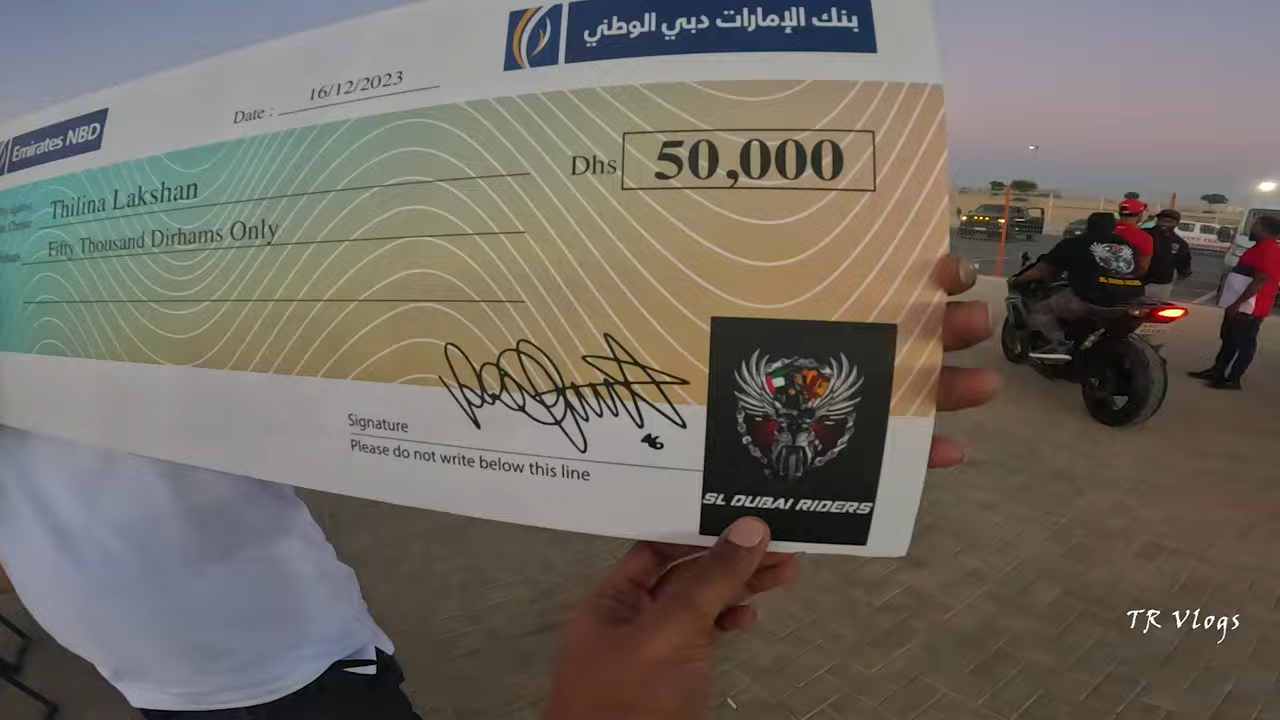 بنك الإمارات دبي الوطني
Date : 16/12/2023
Emirates NBD
Dhs 50,000
Thilina Lakshan
Fifty Thousand Dirhams Only
Signature
Please do not write below this line
SL DUBAI RIDERS
TR Vlogs